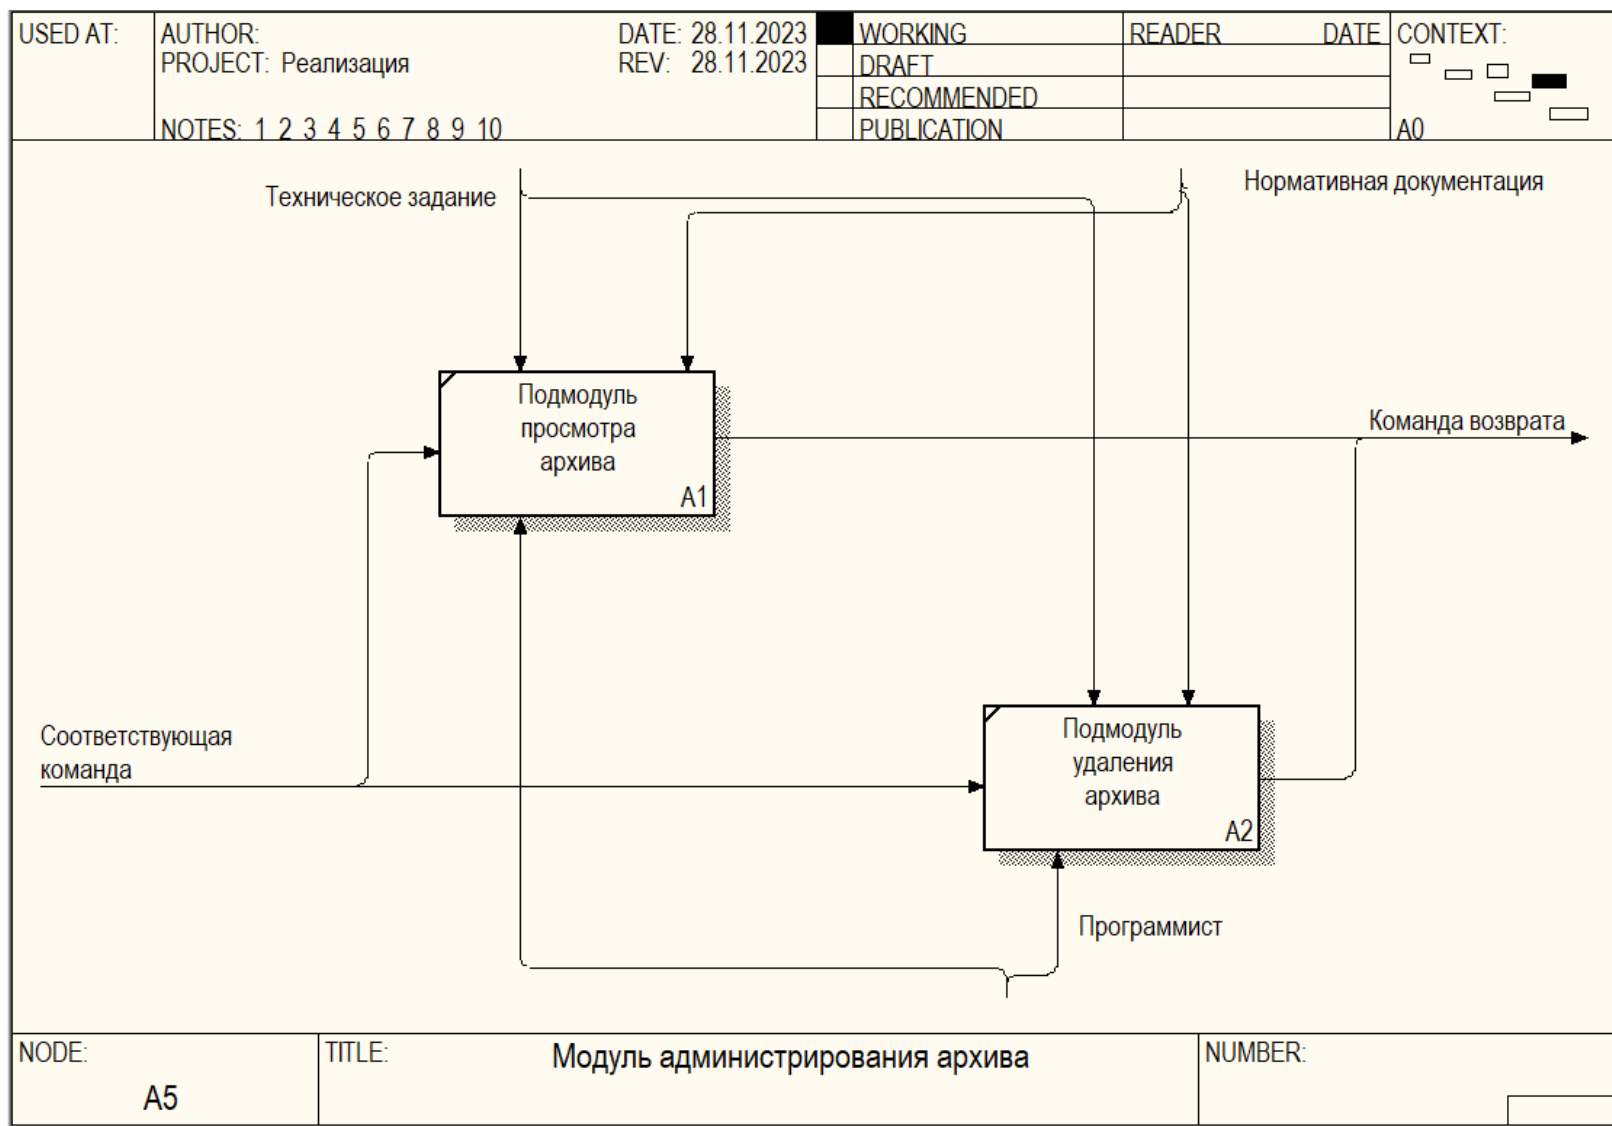 USED AT:
AUTHOR:
DATE: 28.11.2023
PROJECT: Реализация
REV: 28.11.2023
NOTES: 1 2 3 4 5 6 7 8 9 10
WORKING
DRAFT
RECOMMENDED
PUBLICATION
READER
DATE
CONTEXT:
A0
Техническое задание
Нормативная документация
Подмодуль
просмотра
архива
A1
Команда возврата
Соответствующая
команда
Подмодуль
удаления
архива
A2
Программист
NODE:
A5
TITLE:
Модуль администрирования архива
NUMBER: